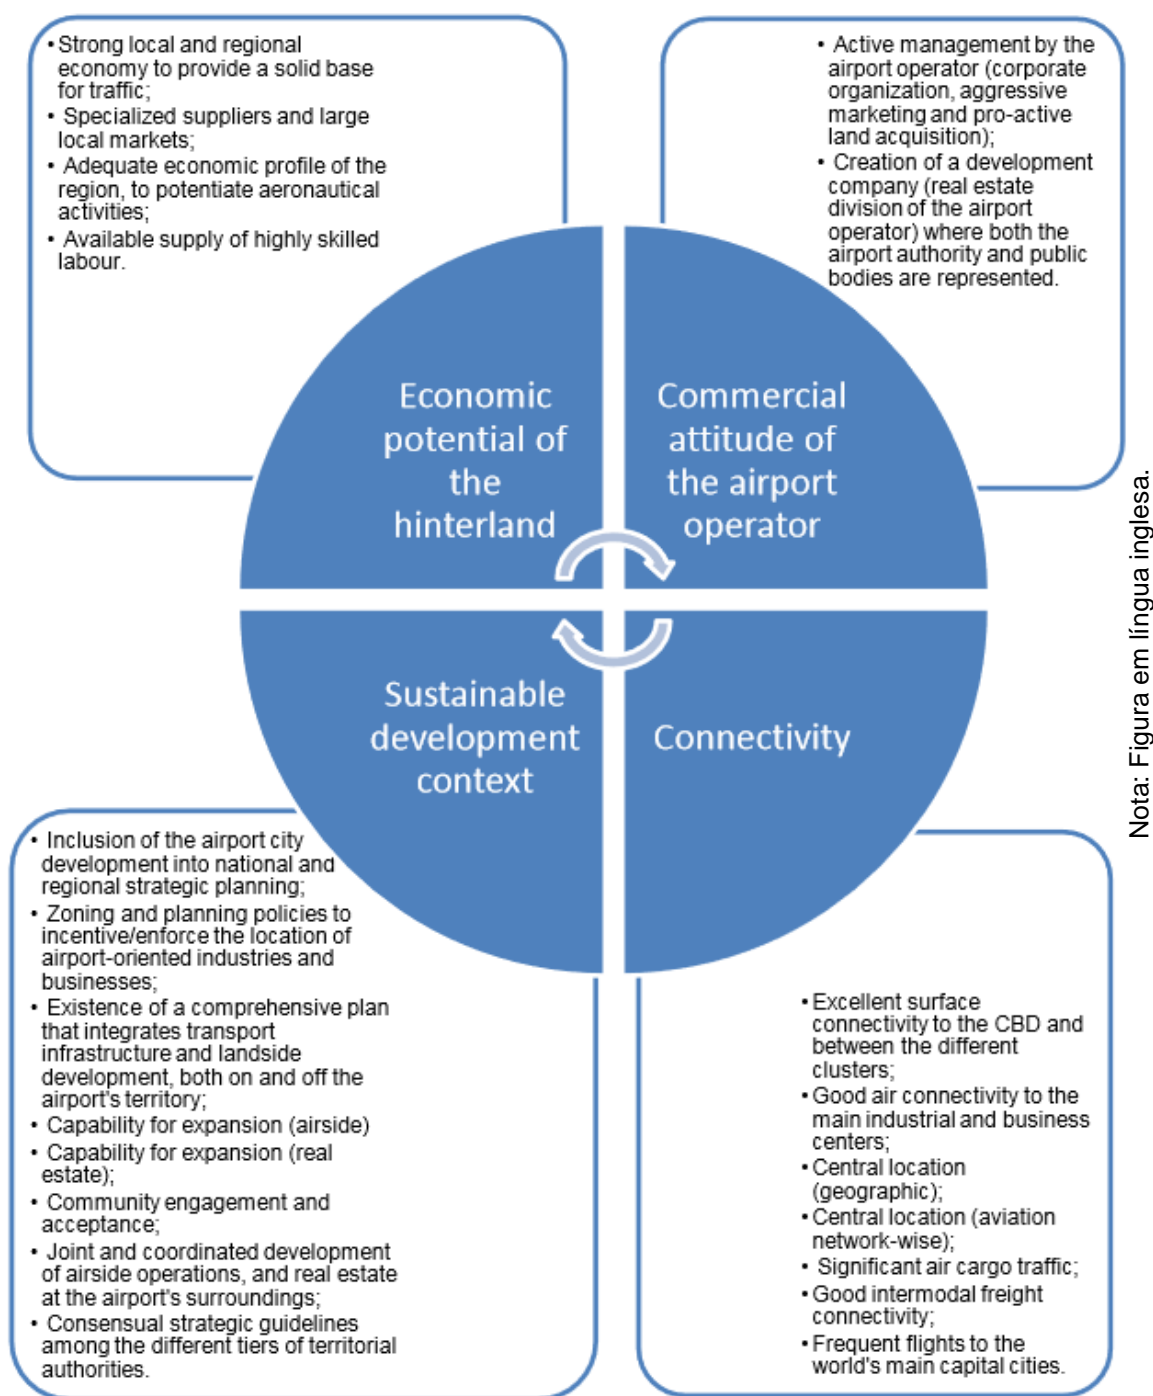 • Strong local and regional
economy to provide a solid base
for traffic;
• Specialized suppliers and large
local markets;
• Adequate economic profile of the
region, to potentiate aeronautical
activities;
• Available supply of highly skilled
labour.
• Active management by the
airport operator (corporate
organization, aggressive
marketing and pro-active
land acquisition);
• Creation of a development
company (real estate
division of the airport
operator) where both the
airport authority and public
bodies are represented.
Economic
potential of
the
hinterland
Commercial
attitude of
the airport
operator
Sustainable
development
context
Connectivity
• Inclusion of the airport city
development into national and
regional strategic planning;
• Zoning and planning policies to
incentive/enforce the location of
airport-oriented industries and
businesses;
• Existence of a comprehensive plan
that integrates transport
infrastructure and landside
development, both on and off the
airport's territory;
• Capability for expansion (airside)
• Capability for expansion (real
estate);
• Community engagement and
acceptance;
• Joint and coordinated development
of airside operations, and real estate
at the airport's surroundings;
• Consensual strategic guidelines
among the different tiers of territorial
authorities.
• Excellent surface
connectivity to the CBD and
between the different
clusters;
• Good air connectivity to the
main industrial and business
centers;
• Central location
(geographic);
• Central location (aviation
network-wise);
• Significant air cargo traffic;
• Good intermodal freight
connectivity;
• Frequent flights to the
world's main capital cities.
Nota: Figura em língua inglesa.